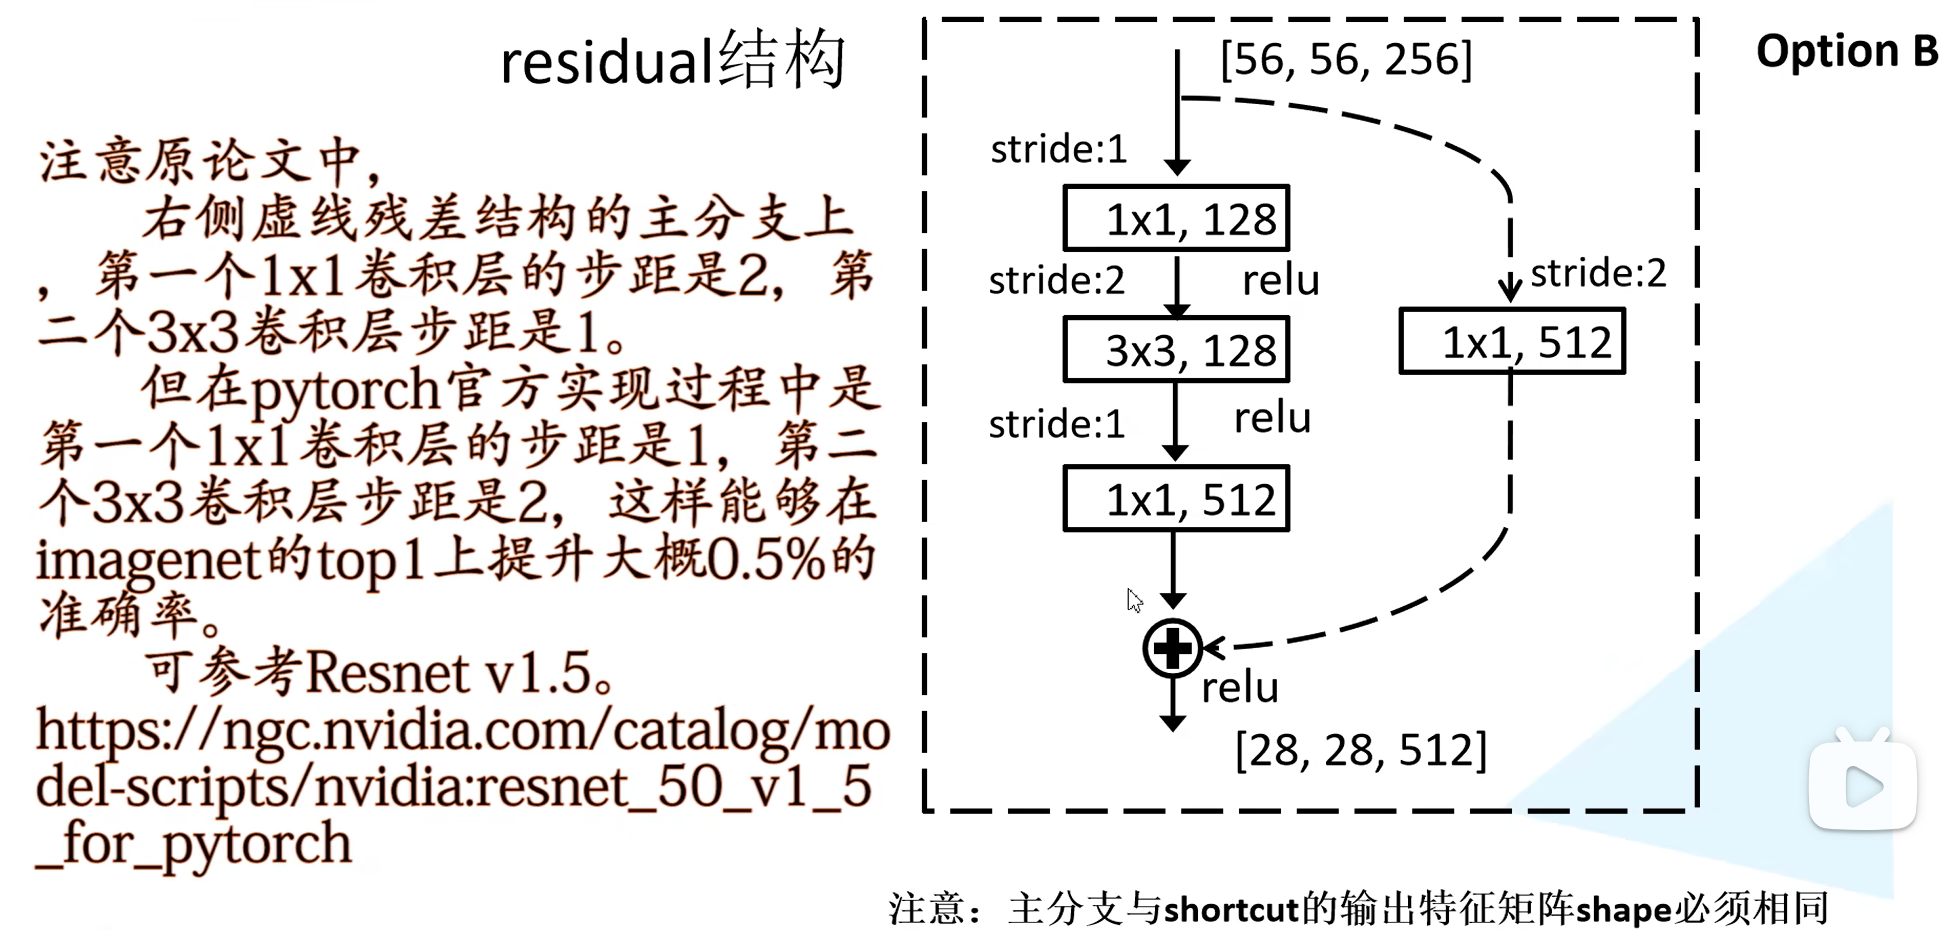 residual结构
注意原论文中，
右侧虚线残差结构的主分支上
，第一个1x1卷积层的步距是2，第
二个3x3卷积层步距是1。
但在pytorch官方实现过程中是
第一个1x1卷积层的步距是1，第二
个3x3卷积层步距是2，这样能够在
imagenet的top1上提升大概0.5%的
准确率。
可参考Resnet v1.5。
https://ngc.nvidia.com/catalog/mo
del-scripts/nvidia:resnet_50_v1_5
_for_pytorch
Option B
[56, 56, 256]
stride:1
1x1, 128
stride:2
relu
3x3, 128
stride:1
relu
1x1, 512
stride:2
1x1, 512
relu
[28, 28, 512]
注意：主分支与shortcut的输出特征矩阵shape必须相同